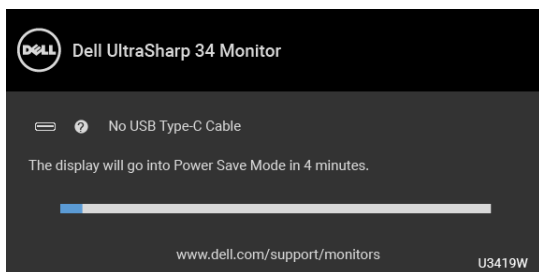 DELL
Dell UltraSharp 34 Monitor
? No USB Type-C Cable
The display will go into Power Save Mode in 4 minutes.
www.dell.com/support/monitors
U3419W